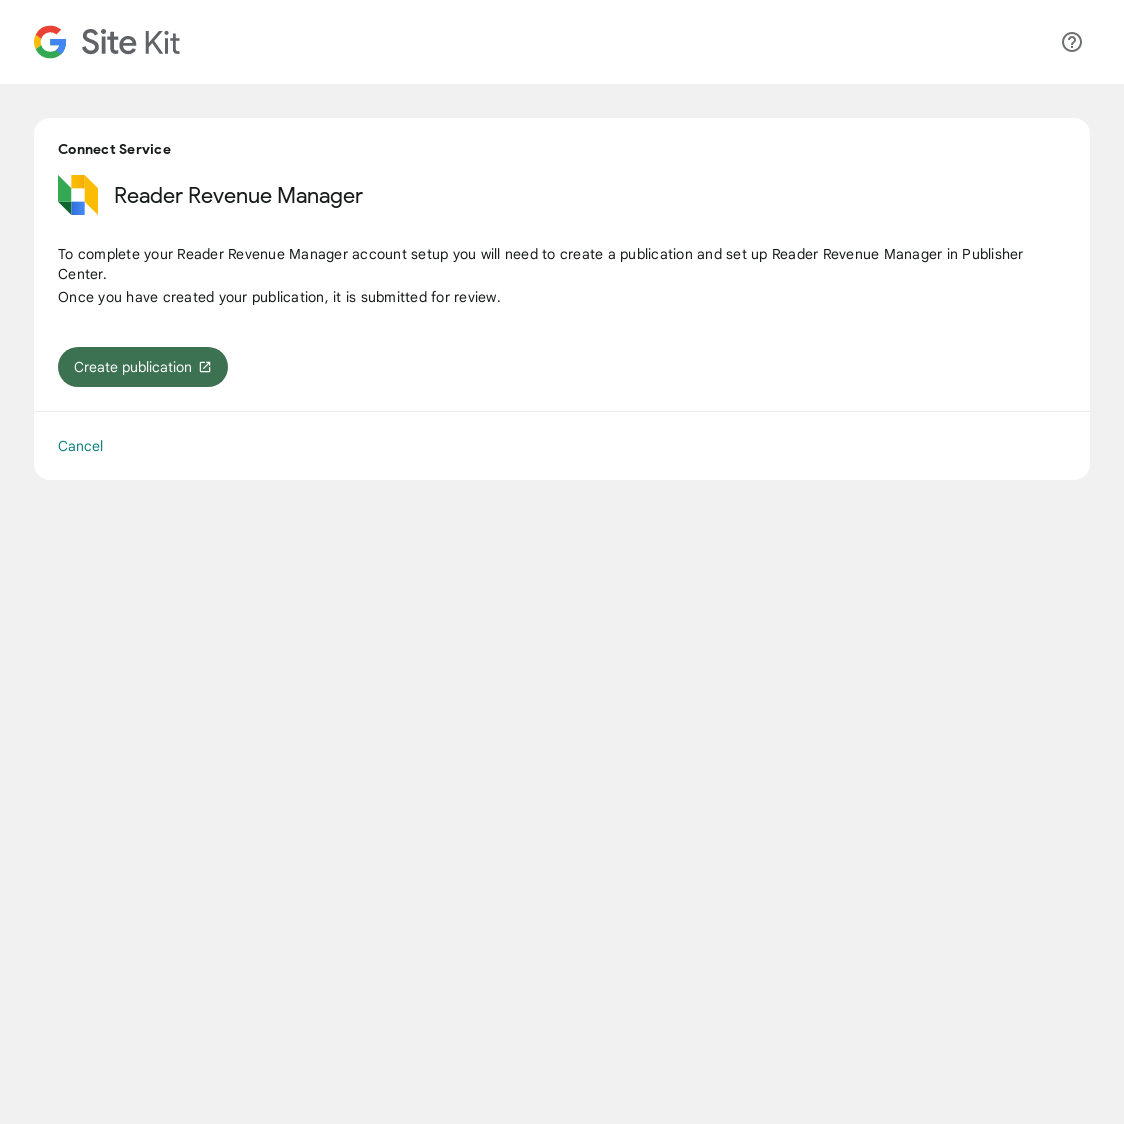 Site Kit
Connect Service
Reader Revenue Manager
To complete your Reader Revenue Manager account setup you will need to create a publication and set up Reader Revenue Manager in Publisher
Center.
Once you have created your publication, it is submitted for review.
Create publication
Cancel